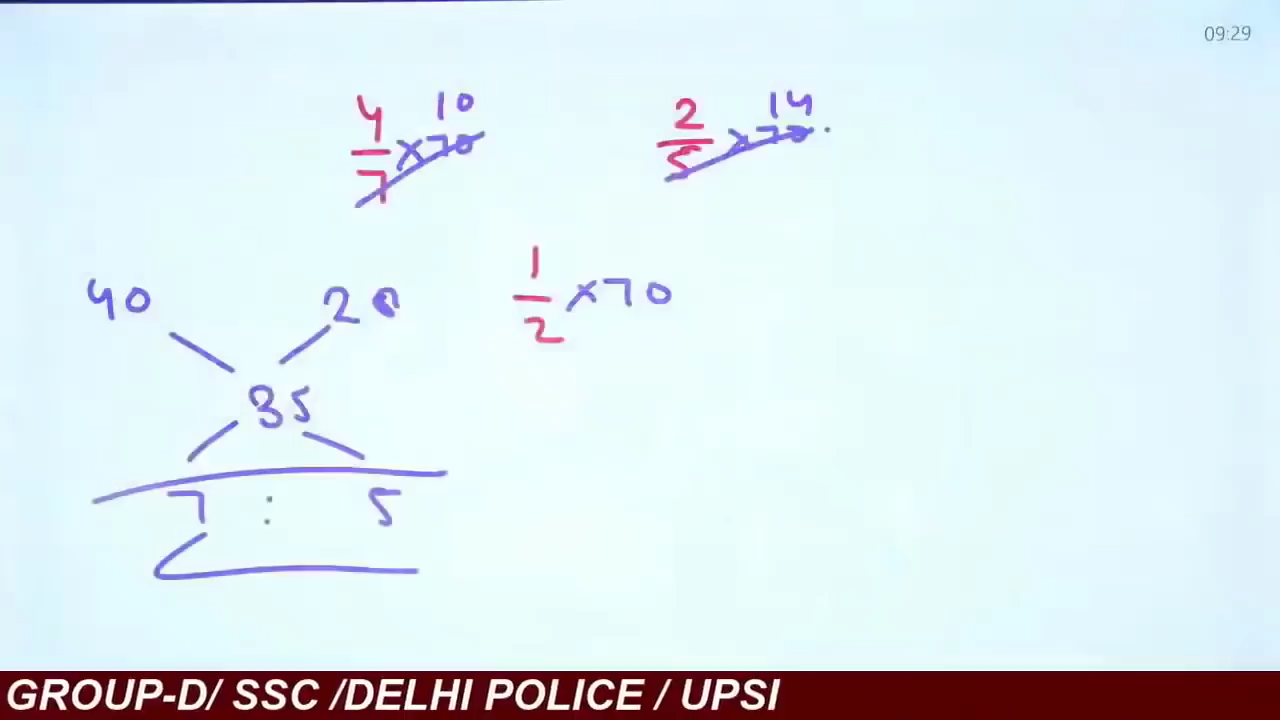 09:29
4/7 × 70 10
2/5 × 70 14
1/2 × 70
40 28
35
7 : 5
GROUP-D/ SSC /DELHI POLICE / UPSI